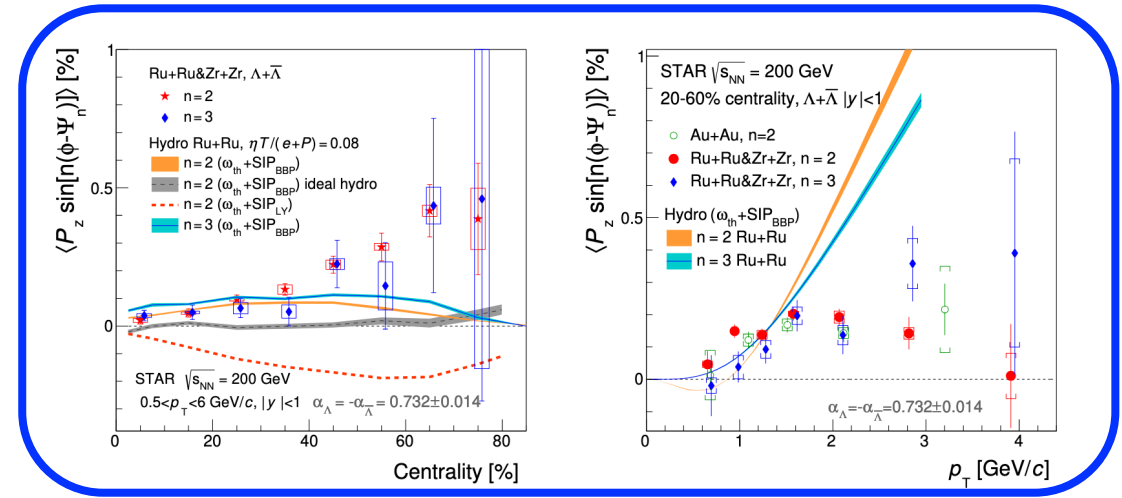 ⟨P_z sin[n(φ-Ψ_n)]⟩ [%]
1
0.5
0
Ru+Ru&Zr+Zr, Λ+Λ̅
n = 2
n = 3
Hydro Ru+Ru, ηT/(e+P) = 0.08
n = 2 (ω_th+SIP_BBP)
n = 2 (ω_th+SIP_BBP) ideal hydro
n = 2 (ω_th+SIP_LY)
n = 3 (ω_th+SIP_BBP)
STAR √s_NN = 200 GeV
0.5<p_T<6 GeV/c, |y|<1
α_Λ = -α_Λ̅ = 0.732±0.014
0 20 40 60 80
Centrality [%]
⟨P_z sin[n(φ-Ψ_n)]⟩ [%]
1
0.5
0
STAR √s_NN = 200 GeV
20-60% centrality, Λ+Λ̅ |y|<1
Au+Au, n=2
Ru+Ru&Zr+Zr, n = 2
Ru+Ru&Zr+Zr, n = 3
Hydro (ω_th+SIP_BBP)
n = 2 Ru+Ru
n = 3 Ru+Ru
α_Λ=-α_Λ̅=0.732±0.014
0 1 2 3 4
p_T [GeV/c]